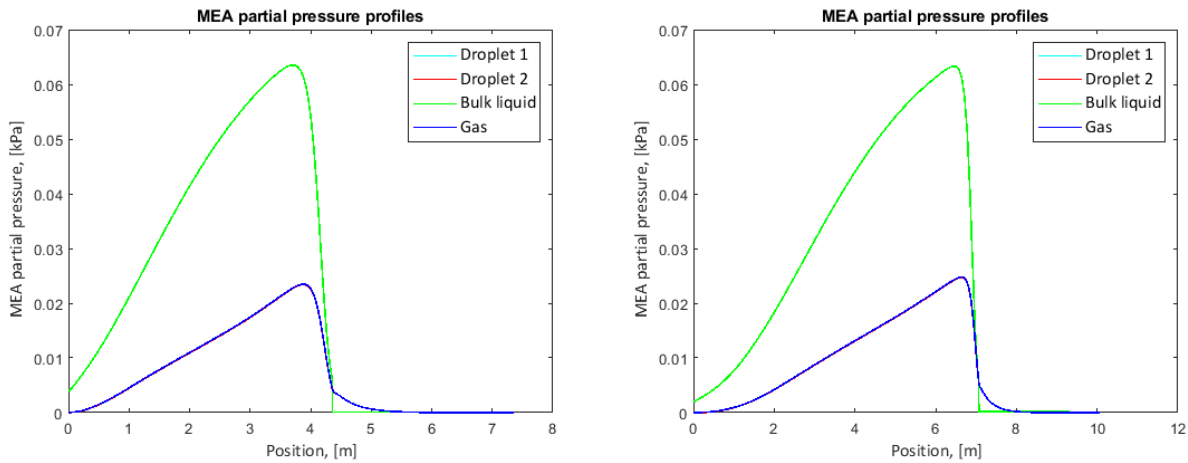 MEA partial pressure profiles
MEA partial pressure, [kPa]
0.07
0.06
0.05
0.04
0.03
0.02
0.01
0
0 1 2 3 4 5 6 7 8
Position, [m]
Droplet 1
Droplet 2
Bulk liquid
Gas
MEA partial pressure profiles
MEA partial pressure, [kPa]
0.07
0.06
0.05
0.04
0.03
0.02
0.01
0
0 2 4 6 8 10 12
Position, [m]
Droplet 1
Droplet 2
Bulk liquid
Gas